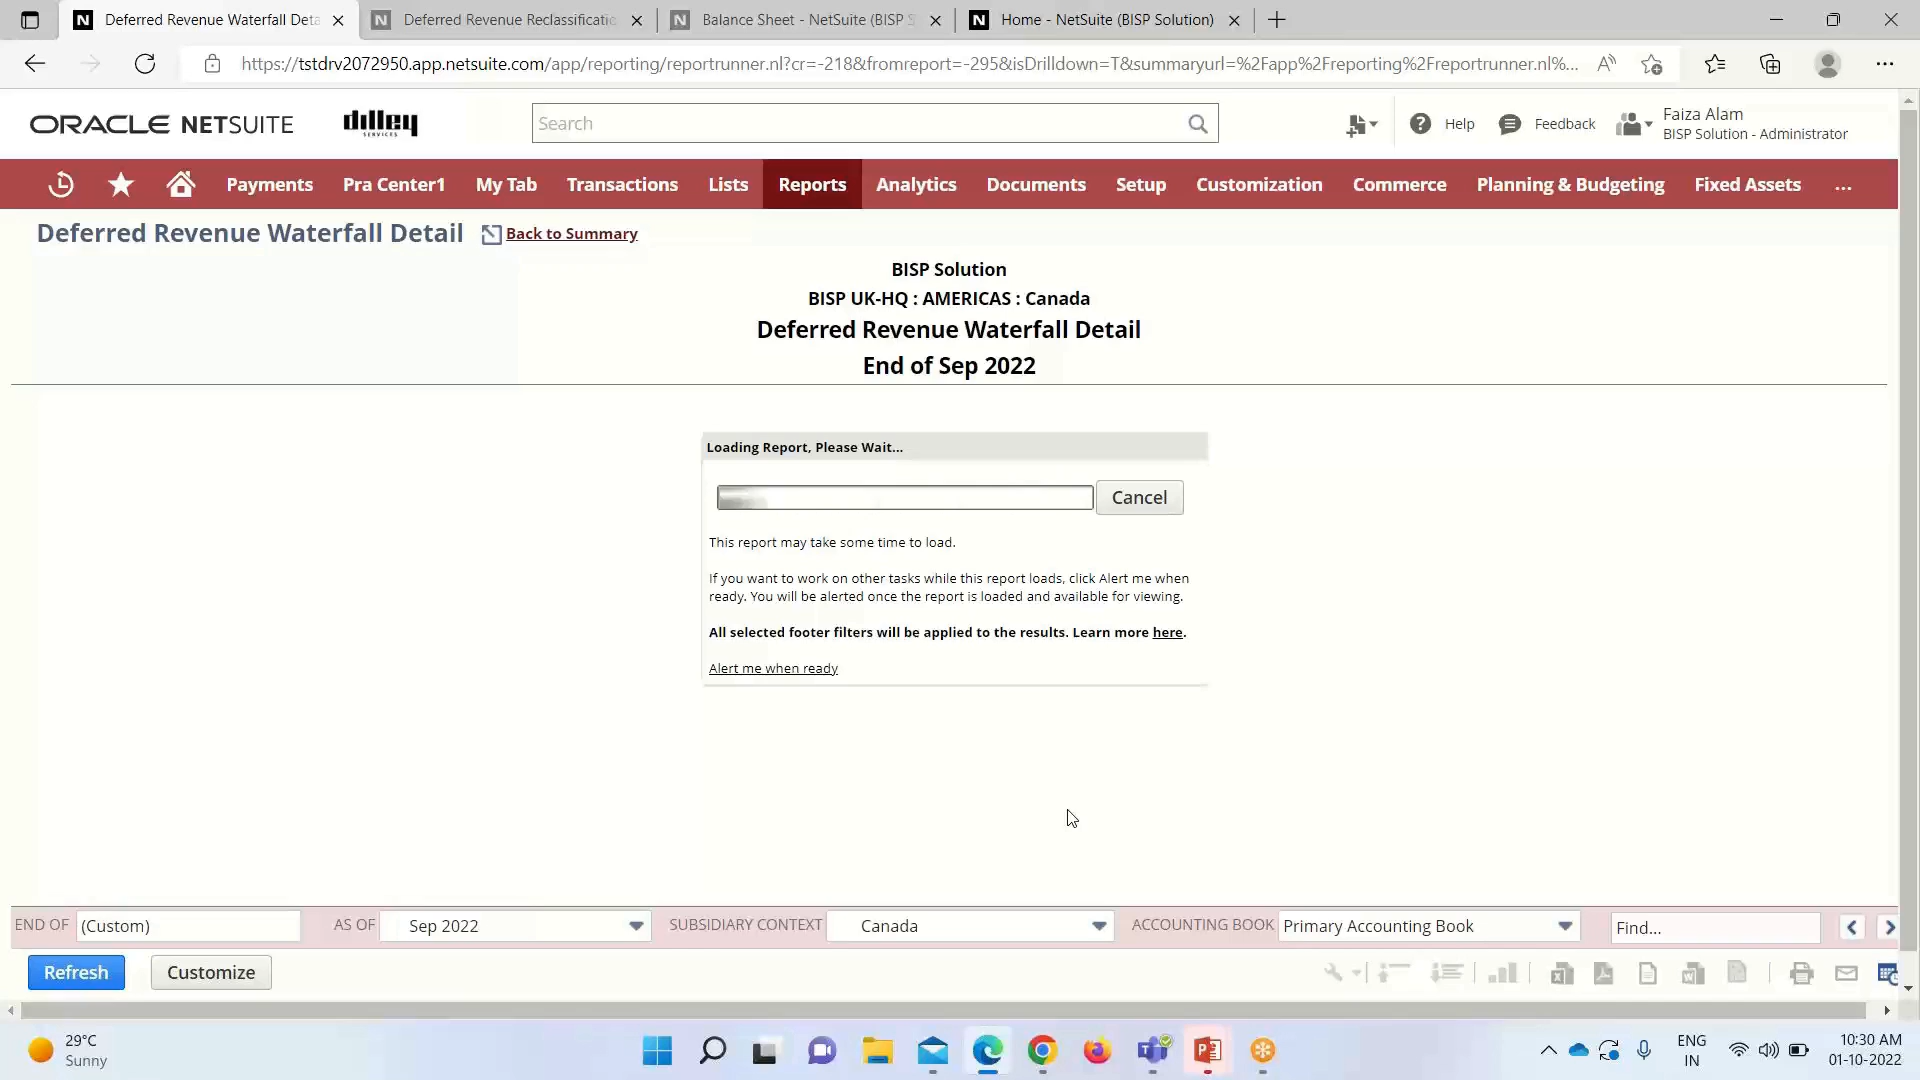 Deferred Revenue Waterfall Deta
Deferred Revenue Reclassificatio
Balance Sheet - NetSuite (BISP S
Home - NetSuite (BISP Solution)
https://tstdrv2072950.app.netsuite.com/app/reporting/reportrunner.nl?cr=-218&fromreport=-295&isDrilldown=T&summaryurl=%2Fapp%2Freporting%2Freportrunner.nl%...
ORACLE NETSUITE
dilley
SERVICES
Search
Help
Feedback
Faiza Alam
BISP Solution - Administrator
Payments
Pra Center1
My Tab
Transactions
Lists
Reports
Analytics
Documents
Setup
Customization
Commerce
Planning & Budgeting
Fixed Assets
...
Deferred Revenue Waterfall Detail
Back to Summary
BISP Solution
BISP UK-HQ : AMERICAS : Canada
Deferred Revenue Waterfall Detail
End of Sep 2022
Loading Report, Please Wait...
Cancel
This report may take some time to load.
If you want to work on other tasks while this report loads, click Alert me when
ready. You will be alerted once the report is loaded and available for viewing.
All selected footer filters will be applied to the results. Learn more here.
Alert me when ready
END OF
(Custom)
AS OF
Sep 2022
SUBSIDIARY CONTEXT
Canada
ACCOUNTING BOOK
Primary Accounting Book
Find...
Refresh
Customize
29°C
Sunny
ENG
IN
10:30 AM
01-10-2022